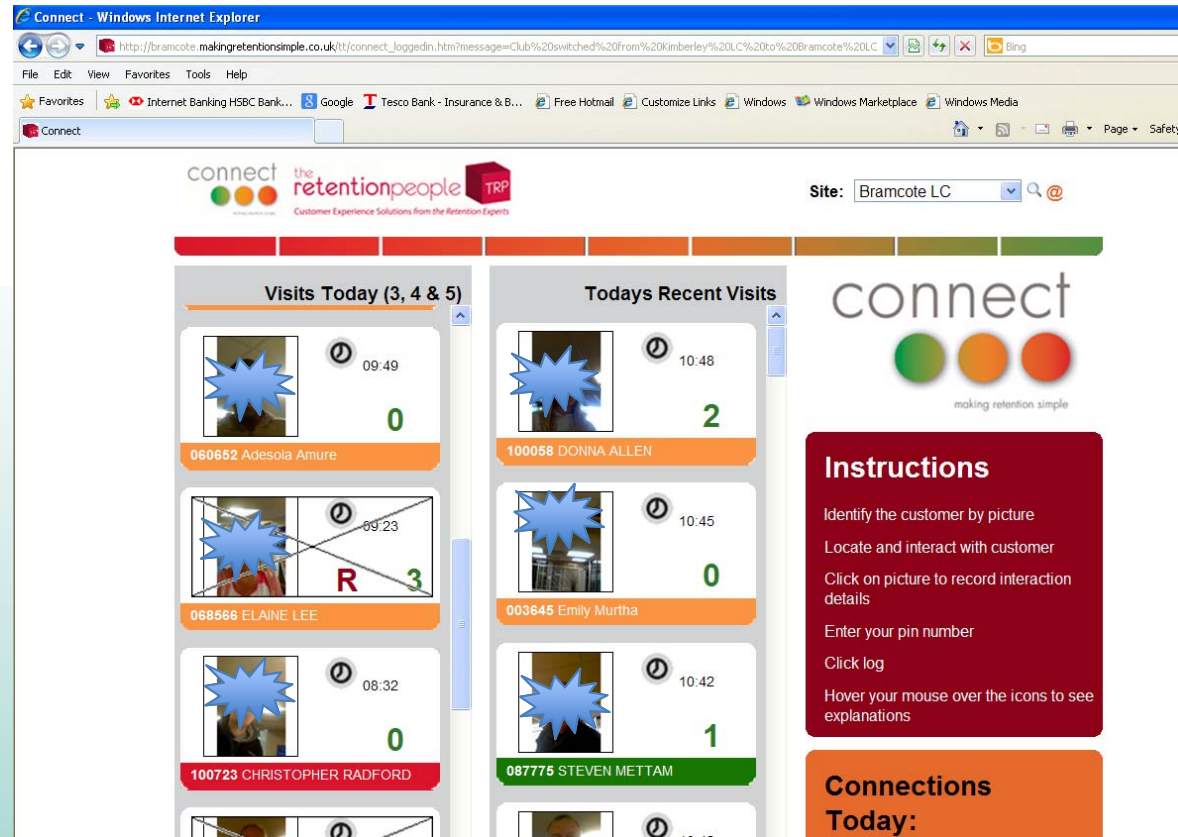 Connect - Windows Internet Explorer
http://bramcote.makingretentionsimple.co.uk/tt/connect_loggedin.htm?message=Club%20switched%20from%20Kimberley%20LC%20to%20Bramcote%20LC
Bing
File Edit View Favorites Tools Help
Favorites Internet Banking HSBC Bank... Google Tesco Bank - Insurance & B... Free Hotmail Customize Links Windows Windows Marketplace Windows Media
Connect
Page Safety
connect
the
retentionpeople TRP
Customer Experience Solutions from the Retention Experts
Site: Bramcote LC @
Visits Today (3, 4 & 5)
09:49
0
060652 Adesola Amure
09:23
R 3
068566 ELAINE LEE
08:32
0
100723 CHRISTOPHER RADFORD
Todays Recent Visits
10:48
2
100058 DONNA ALLEN
10:45
0
003645 Emily Murtha
10:42
1
087775 STEVEN METTAM
connect
making retention simple
Instructions
Identify the customer by picture
Locate and interact with customer
Click on picture to record interaction
details
Enter your pin number
Click log
Hover your mouse over the icons to see
explanations
Connections
Today: